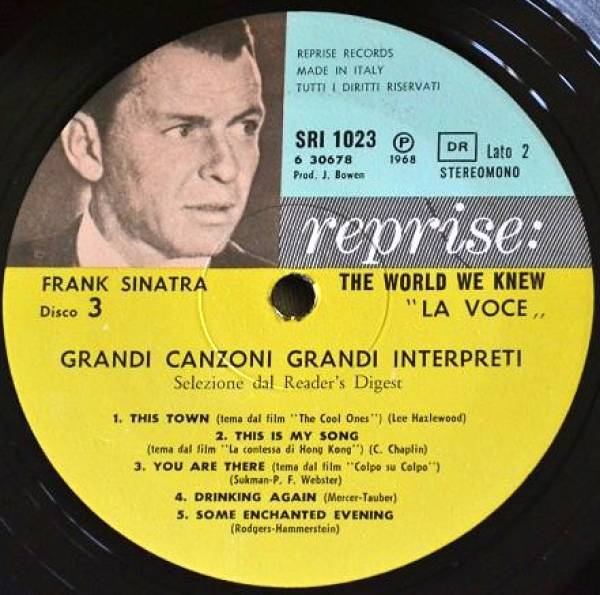 REPRISE RECORDS
MADE IN ITALY
TUTTI I DIRITTI RISERVATI
SRI 1023 Ⓟ DR Lato 2
6 30678 1968 STEREOMONO
Prod. J. Bowen
reprise:
FRANK SINATRA THE WORLD WE KNEW
Disco 3 "LA VOCE„
GRANDI CANZONI GRANDI INTERPRETI
Selezione dal Reader's Digest
1. THIS TOWN (tema dal film "The Cool Ones") (Lee Hazlewood)
2. THIS IS MY SONG
(tema dal film "La contessa di Hong Kong") (C. Chaplin)
3. YOU ARE THERE (tema dal film "Colpo su Colpo")
(Sukman-P. F. Webster)
4. DRINKING AGAIN (Mercer-Tauber)
5. SOME ENCHANTED EVENING
(Rodgers-Hammerstein)